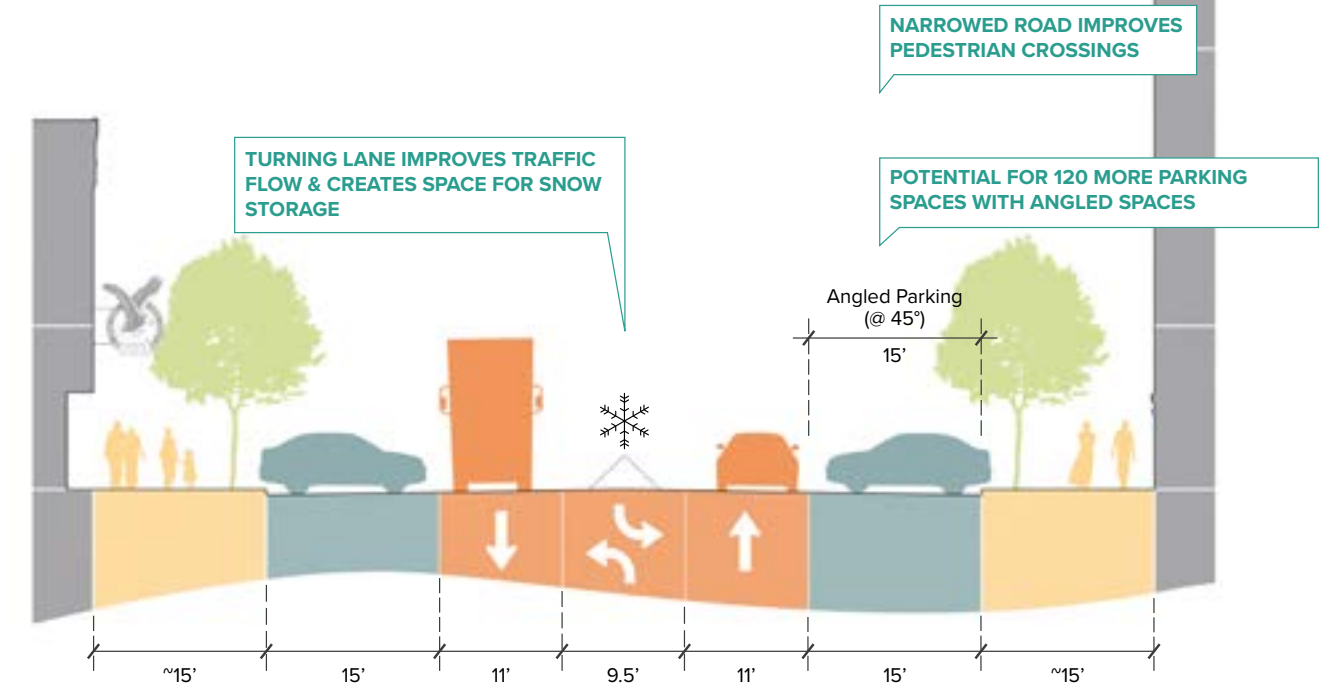 NARROWED ROAD IMPROVES
PEDESTRIAN CROSSINGS
TURNING LANE IMPROVES TRAFFIC
FLOW & CREATES SPACE FOR SNOW
STORAGE
POTENTIAL FOR 120 MORE PARKING
SPACES WITH ANGLED SPACES
Angled Parking
(@ 45°)
15’
~15’ 15’ 11’ 9.5’ 11’ 15’ ~15’